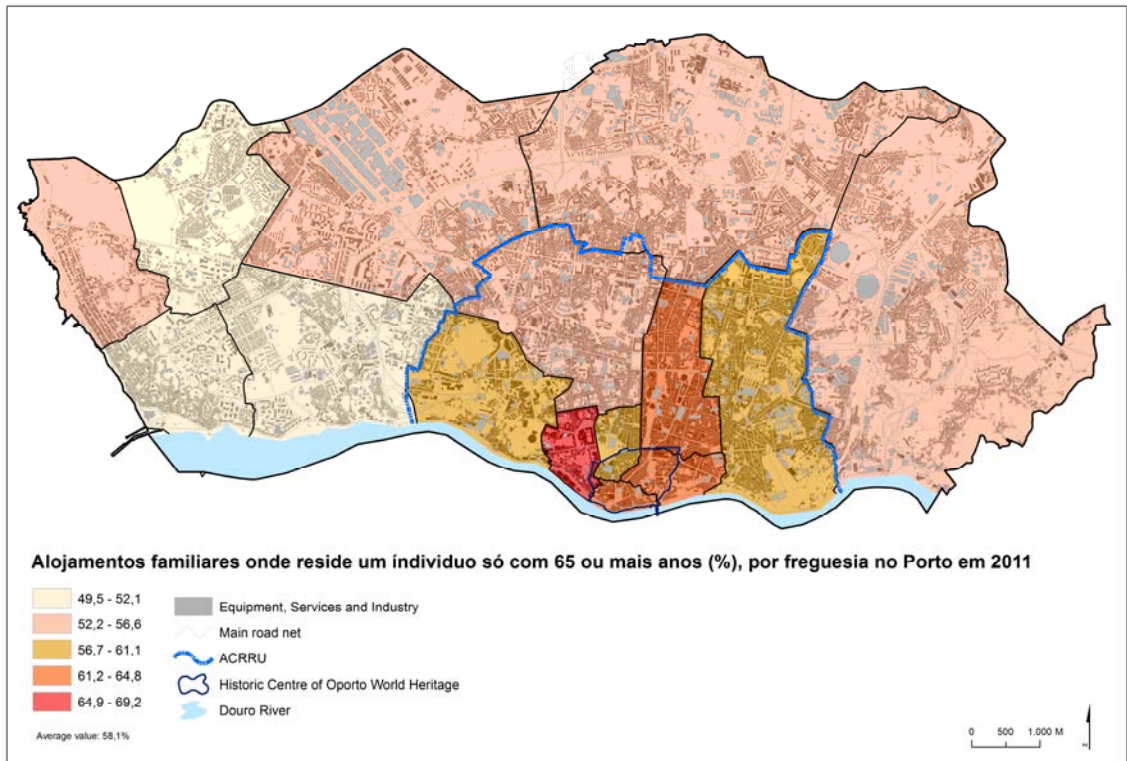 Alojamentos familiares onde reside um índividuo só com 65 ou mais anos (%), por freguesia no Porto em 2011
49,5 - 52,1
52,2 - 56,6
56,7 - 61,1
61,2 - 64,8
64,9 - 69,2
Average value: 58,1%
Equipment, Services and Industry
Main road net
ACRRU
Historic Centre of Oporto World Heritage
Douro River
0 500 1.000 M
N